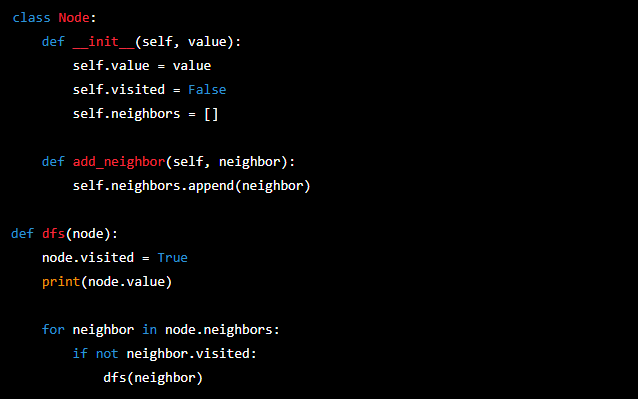 class Node:
    def __init__(self, value):
        self.value = value
        self.visited = False
        self.neighbors = []

    def add_neighbor(self, neighbor):
        self.neighbors.append(neighbor)

def dfs(node):
    node.visited = True
    print(node.value)

    for neighbor in node.neighbors:
        if not neighbor.visited:
            dfs(neighbor)